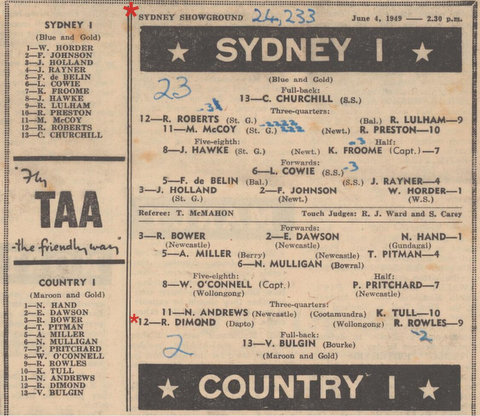 SYDNEY I
(Blue and Gold)
1—W. HORDER
2—F. JOHNSON
3—J. HOLLAND
4—J. RAYNER
5—F. de BELIN
6—L. COWIE
7—K. FROOME
8—J. HAWKE
9—R. LULHAM
10—R. PRESTON
11—M. McCOY
12—R. ROBERTS
13—C. CHURCHILL
Fly
TAA
-the friendly way
COUNTRY I
(Maroon and Gold)
1—N. HAND
2—E. DAWSON
3—R. BOWER
4—T. PITMAN
5—A. MILLER
6—N. MULLIGAN
7—P. PRITCHARD
8—W. O'CONNELL
9—R. ROWLES
10—K. TULL
11—N. ANDREWS
12—R. DIMOND
13—V. BULGIN
* SYDNEY SHOWGROUND 24,233 June 4, 1949 — 2.30 p.m.
★ SYDNEY I ★
(Blue and Gold)
23
Full-back:
13—C. CHURCHILL (S.S.)
Three-quarters:
12—R. ROBERTS (St. G.) (Bal.) R. LULHAM—9
11—M. McCOY (St. G.) (Newt.) R. PRESTON—10
Five-eighth: Half:
8—J. HAWKE (St. G.) (Newt.) K. FROOME (Capt.)—7
Forwards:
6—L. COWIE (S.S.) -3
5—F. de BELIN (Bal.) (S.S.) J. RAYNER—4
3—J. HOLLAND 2—F. JOHNSON W. HORDER—1
(St. G.) (Newt.) (W.S.)
Referee: T. McMAHON Touch Judges: R. J. Ward and S. Carey
Forwards:
3—R. BOWER 2—E. DAWSON N. HAND—1
(Newcastle) (Newcastle) (Gundagai)
5—A. MILLER (Berry) (Newcastle) T. PITMAN—4
6—N. MULLIGAN (Bowral)
Five-eighth: Half:
8—W. O'CONNELL (Capt.) P. PRITCHARD—7
(Wollongong) (Newcastle)
Three-quarters:
11—N. ANDREWS (Newcastle) (Cootamundra) K. TULL—10
*12—R. DIMOND (Dapto) (Wollongong) R. ROWLES—9
-2
Full-back:
2
13—V. BULGIN (Bourke)
(Maroon and Gold)
★ COUNTRY I ★